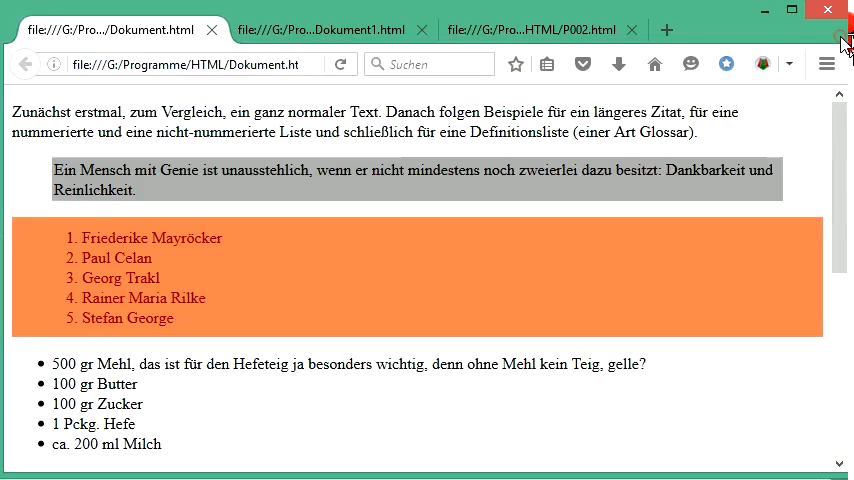 file:///G:/Pro.../Dokument.html
file:///G:/Pro...Dokument1.html
file:///G:/Pro...HTML/P002.html
file:///G:/Programme/HTML/Dokument.ht
Suchen
Zunächst erstmal, zum Vergleich, ein ganz normaler Text. Danach folgen Beispiele für ein längeres Zitat, für eine
nummerierte und eine nicht-nummerierte Liste und schließlich für eine Definitionsliste (einer Art Glossar).
Ein Mensch mit Genie ist unausstehlich, wenn er nicht mindestens noch zweierlei dazu besitzt: Dankbarkeit und
Reinlichkeit.
1. Friederike Mayröcker
2. Paul Celan
3. Georg Trakl
4. Rainer Maria Rilke
5. Stefan George
• 500 gr Mehl, das ist für den Hefeteig ja besonders wichtig, denn ohne Mehl kein Teig, gelle?
• 100 gr Butter
• 100 gr Zucker
• 1 Pckg. Hefe
• ca. 200 ml Milch